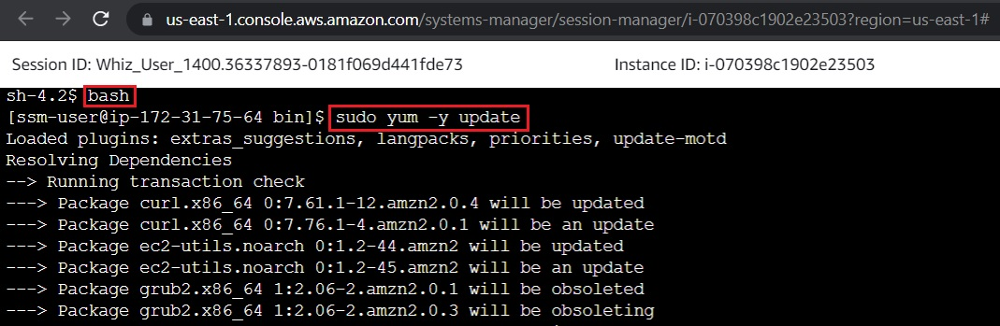 us-east-1.console.aws.amazon.com/systems-manager/session-manager/i-070398c1902e23503?region=us-east-1#
Session ID: Whiz_User_1400.36337893-0181f069d441fde73 Instance ID: i-070398c1902e23503
sh-4.2$ bash
[ssm-user@ip-172-31-75-64 bin]$ sudo yum -y update
Loaded plugins: extras_suggestions, langpacks, priorities, update-motd
Resolving Dependencies
--> Running transaction check
---> Package curl.x86_64 0:7.61.1-12.amzn2.0.4 will be updated
---> Package curl.x86_64 0:7.76.1-4.amzn2.0.1 will be an update
---> Package ec2-utils.noarch 0:1.2-44.amzn2 will be updated
---> Package ec2-utils.noarch 0:1.2-45.amzn2 will be an update
---> Package grub2.x86_64 1:2.06-2.amzn2.0.1 will be obsoleted
---> Package grub2.x86_64 1:2.06-2.amzn2.0.3 will be obsoleting